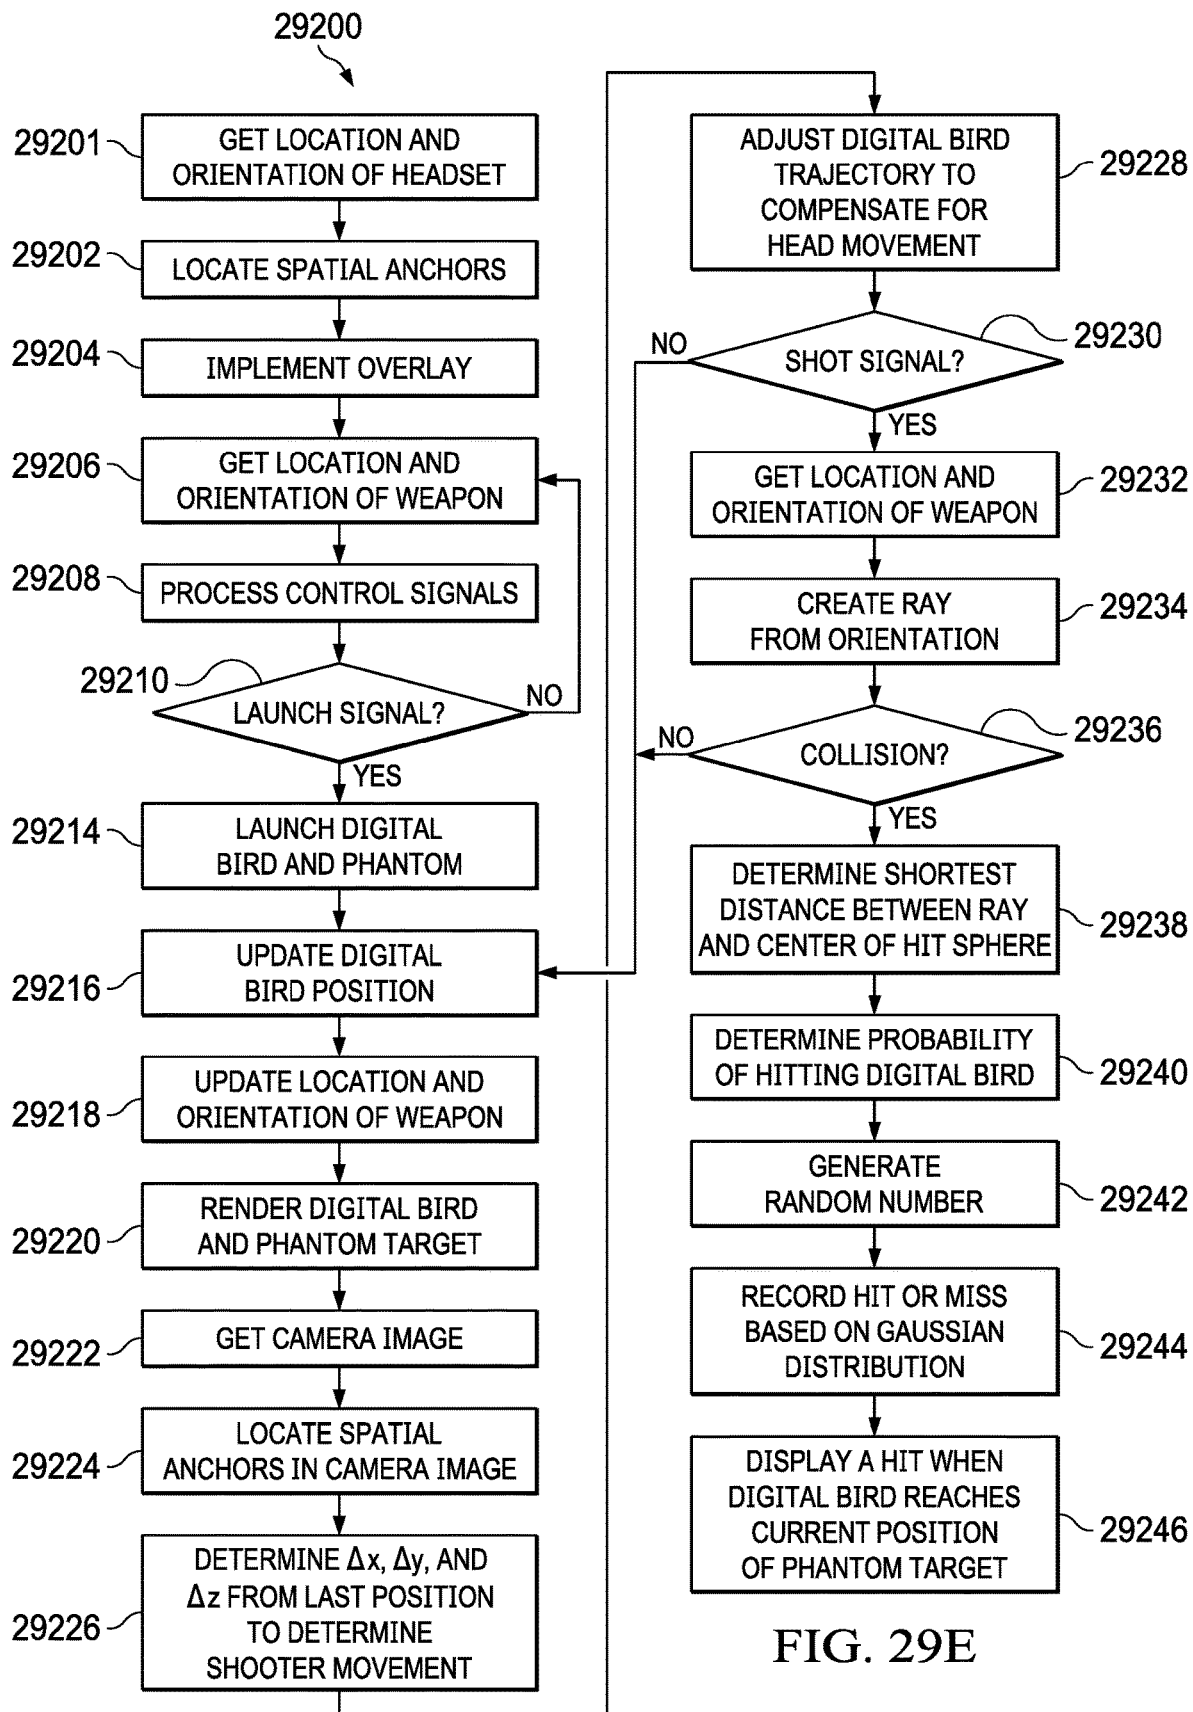 29200
29201
GET LOCATION AND
ORIENTATION OF HEADSET
29202
LOCATE SPATIAL ANCHORS
29204
IMPLEMENT OVERLAY
29206
GET LOCATION AND
ORIENTATION OF WEAPON
29208
PROCESS CONTROL SIGNALS
29210
LAUNCH SIGNAL?
NO
YES
29214
LAUNCH DIGITAL
BIRD AND PHANTOM
29216
UPDATE DIGITAL
BIRD POSITION
29218
UPDATE LOCATION AND
ORIENTATION OF WEAPON
29220
RENDER DIGITAL BIRD
AND PHANTOM TARGET
29222
GET CAMERA IMAGE
29224
LOCATE SPATIAL
ANCHORS IN CAMERA IMAGE
29226
DETERMINE Δx, Δy, AND
Δz FROM LAST POSITION
TO DETERMINE
SHOOTER MOVEMENT
ADJUST DIGITAL BIRD
TRAJECTORY TO
COMPENSATE FOR
HEAD MOVEMENT
29228
NO
SHOT SIGNAL?
29230
YES
GET LOCATION AND
ORIENTATION OF WEAPON
29232
CREATE RAY
FROM ORIENTATION
29234
NO
COLLISION?
29236
YES
DETERMINE SHORTEST
DISTANCE BETWEEN RAY
AND CENTER OF HIT SPHERE
29238
DETERMINE PROBABILITY
OF HITTING DIGITAL BIRD
29240
GENERATE
RANDOM NUMBER
29242
RECORD HIT OR MISS
BASED ON GAUSSIAN
DISTRIBUTION
29244
DISPLAY A HIT WHEN
DIGITAL BIRD REACHES
CURRENT POSITION
OF PHANTOM TARGET
29246
FIG. 29E